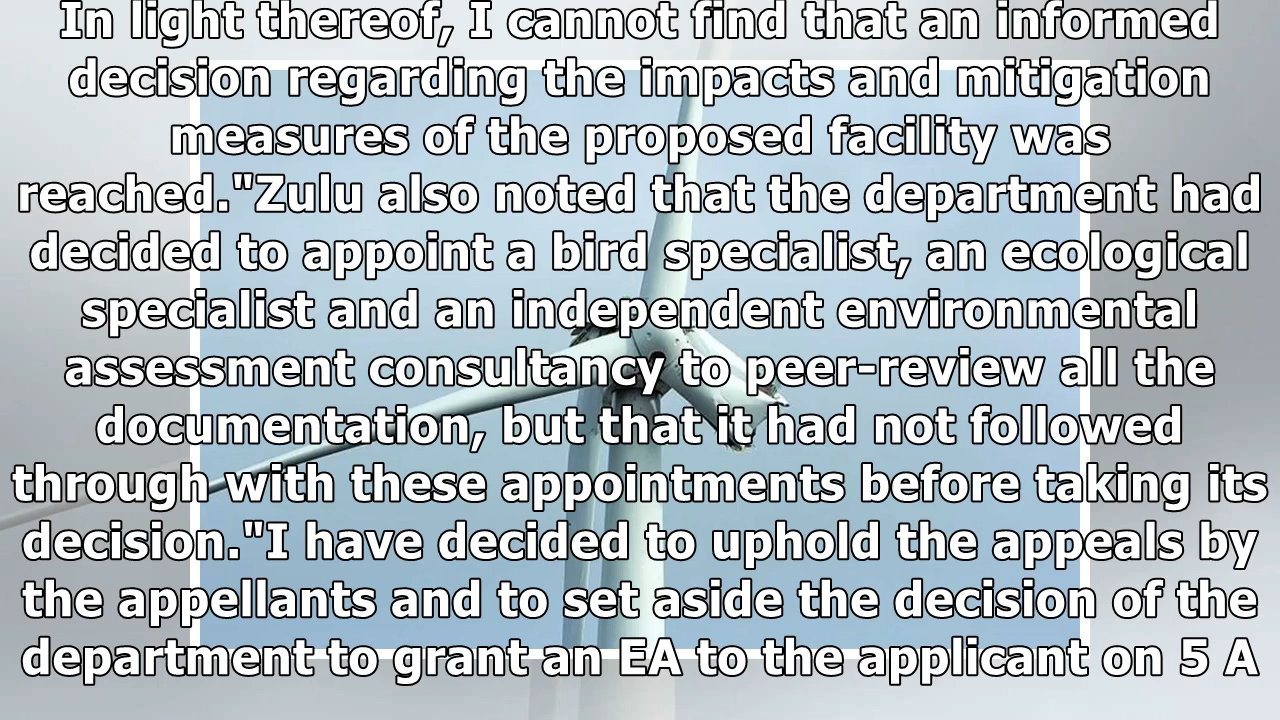 In light thereof, I cannot find that an informed
decision regarding the impacts and mitigation
measures of the proposed facility was
reached."Zulu also noted that the department had
decided to appoint a bird specialist, an ecological
specialist and an independent environmental
assessment consultancy to peer-review all the
documentation, but that it had not followed
through with these appointments before taking its
decision."I have decided to uphold the appeals by
the appellants and to set aside the decision of the
department to grant an EA to the applicant on 5 A